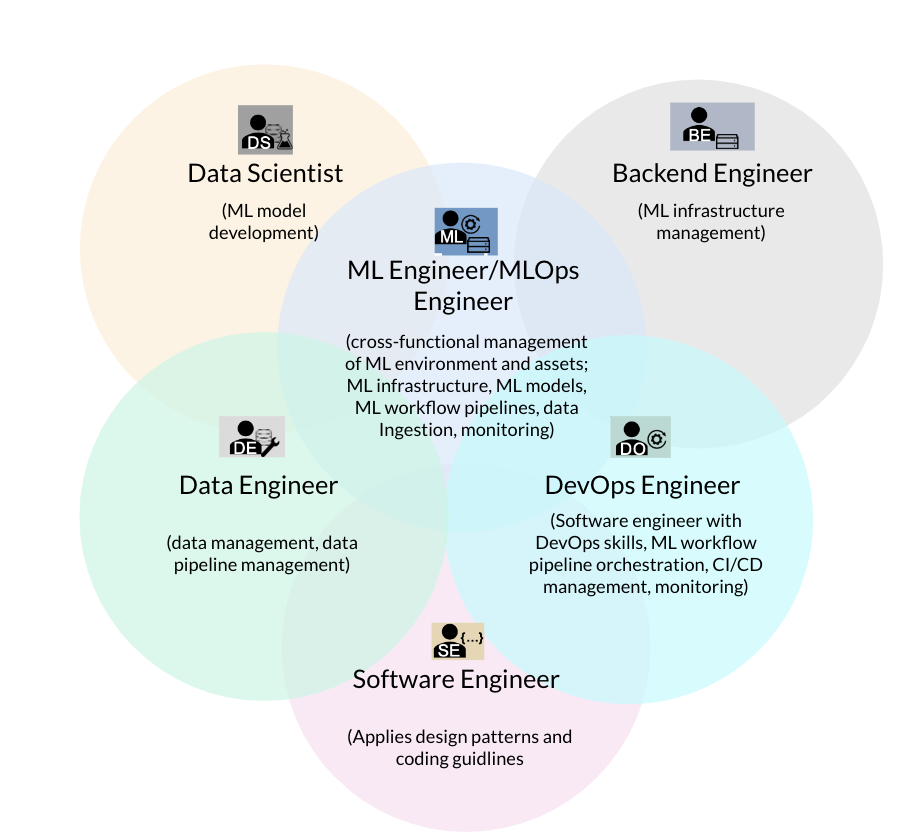 DS
Data Scientist
(ML model
development)
BE
Backend Engineer
(ML infrastructure
management)
ML
ML Engineer/MLOps
Engineer
(cross-functional management
of ML environment and assets;
ML infrastructure, ML models,
ML workflow pipelines, data
Ingestion, monitoring)
DE
Data Engineer
(data management, data
pipeline management)
DO
DevOps Engineer
(Software engineer with
DevOps skills, ML workflow
pipeline orchestration, CI/CD
management, monitoring)
SE {...}
Software Engineer
(Applies design patterns and
coding guidlines